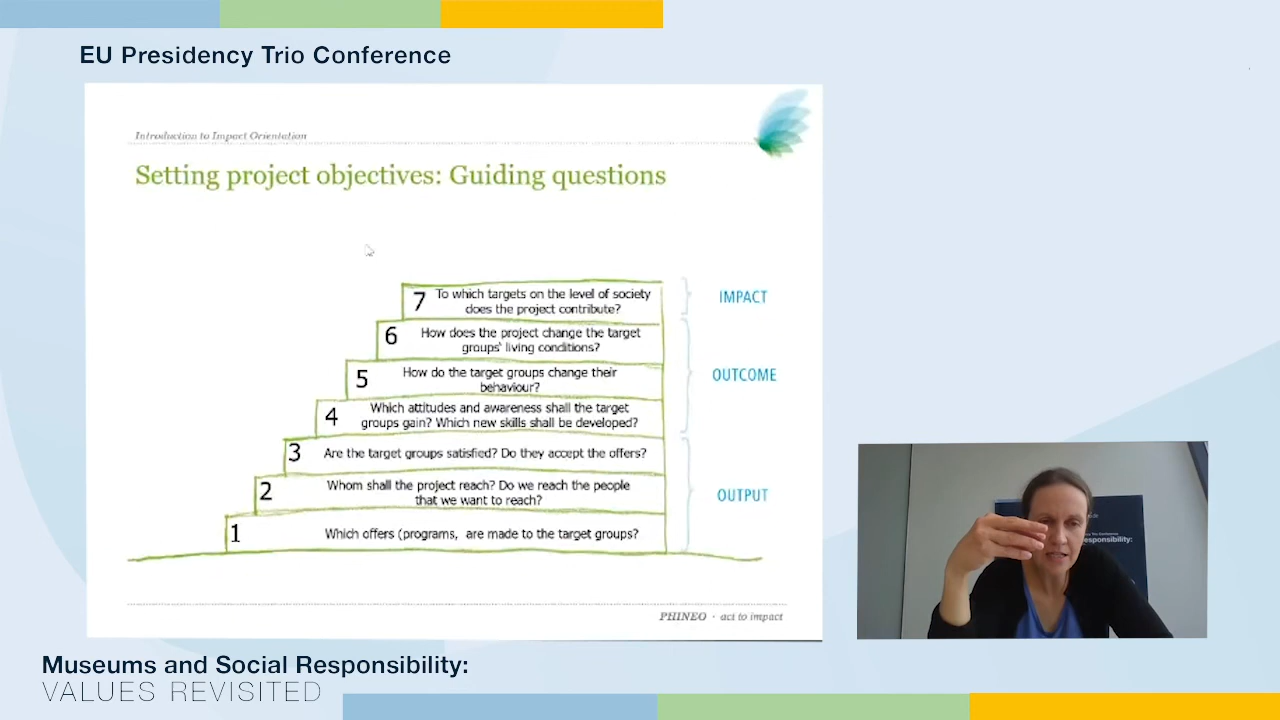 EU Presidency Trio Conference
Introduction to Impact Orientation
Setting project objectives: Guiding questions
7 To which targets on the level of society
does the project contribute?
IMPACT
6 How does the project change the target
groups' living conditions?
5 How do the target groups change their
behaviour?
OUTCOME
4 Which attitudes and awareness shall the target
groups gain? Which new skills shall be developed?
3 Are the target groups satisfied? Do they accept the offers?
2 Whom shall the project reach? Do we reach the people
that we want to reach?
OUTPUT
1 Which offers (programs, are made to the target groups?
PHINEO · act to impact
esponsibility:
Museums and Social Responsibility:
VALUES REVISITED